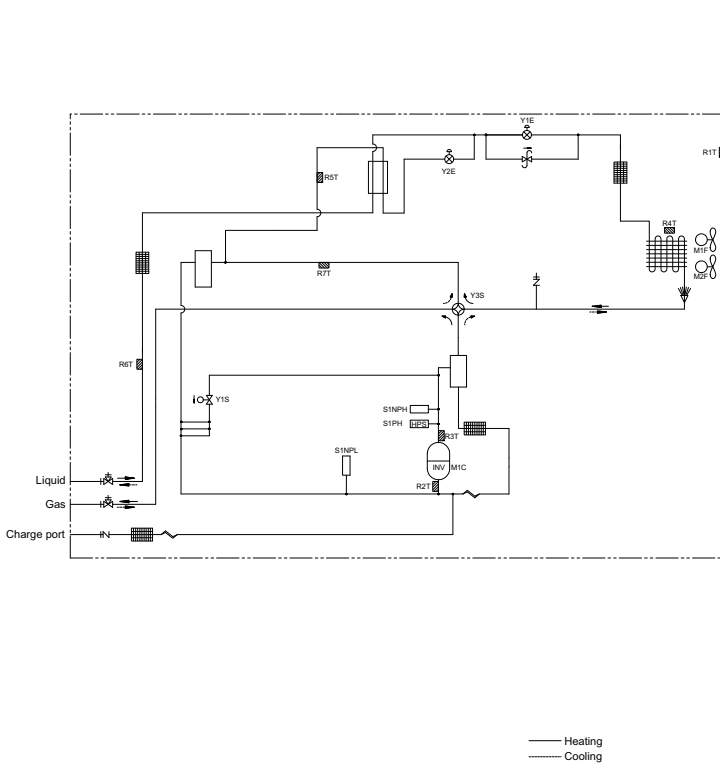 Y1E
R1T
Y2E
R5T
R4T
M1F
M2F
R7T
Y3S
R6T
Y1S
S1NPH
S1PH
HPS
R3T
S1NPL
INV
M1C
R2T
Liquid
Gas
Charge port
Heating
Cooling